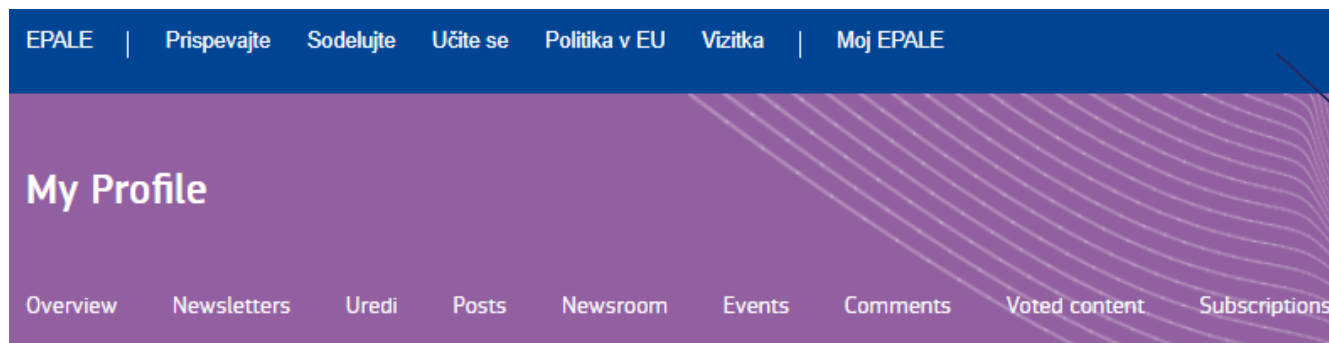 EPALE | Prispevajte Sodelujte Učite se Politika v EU Vizitka | Moj EPALE
My Profile
Overview Newsletters Uredi Posts Newsroom Events Comments Voted content Subscriptions